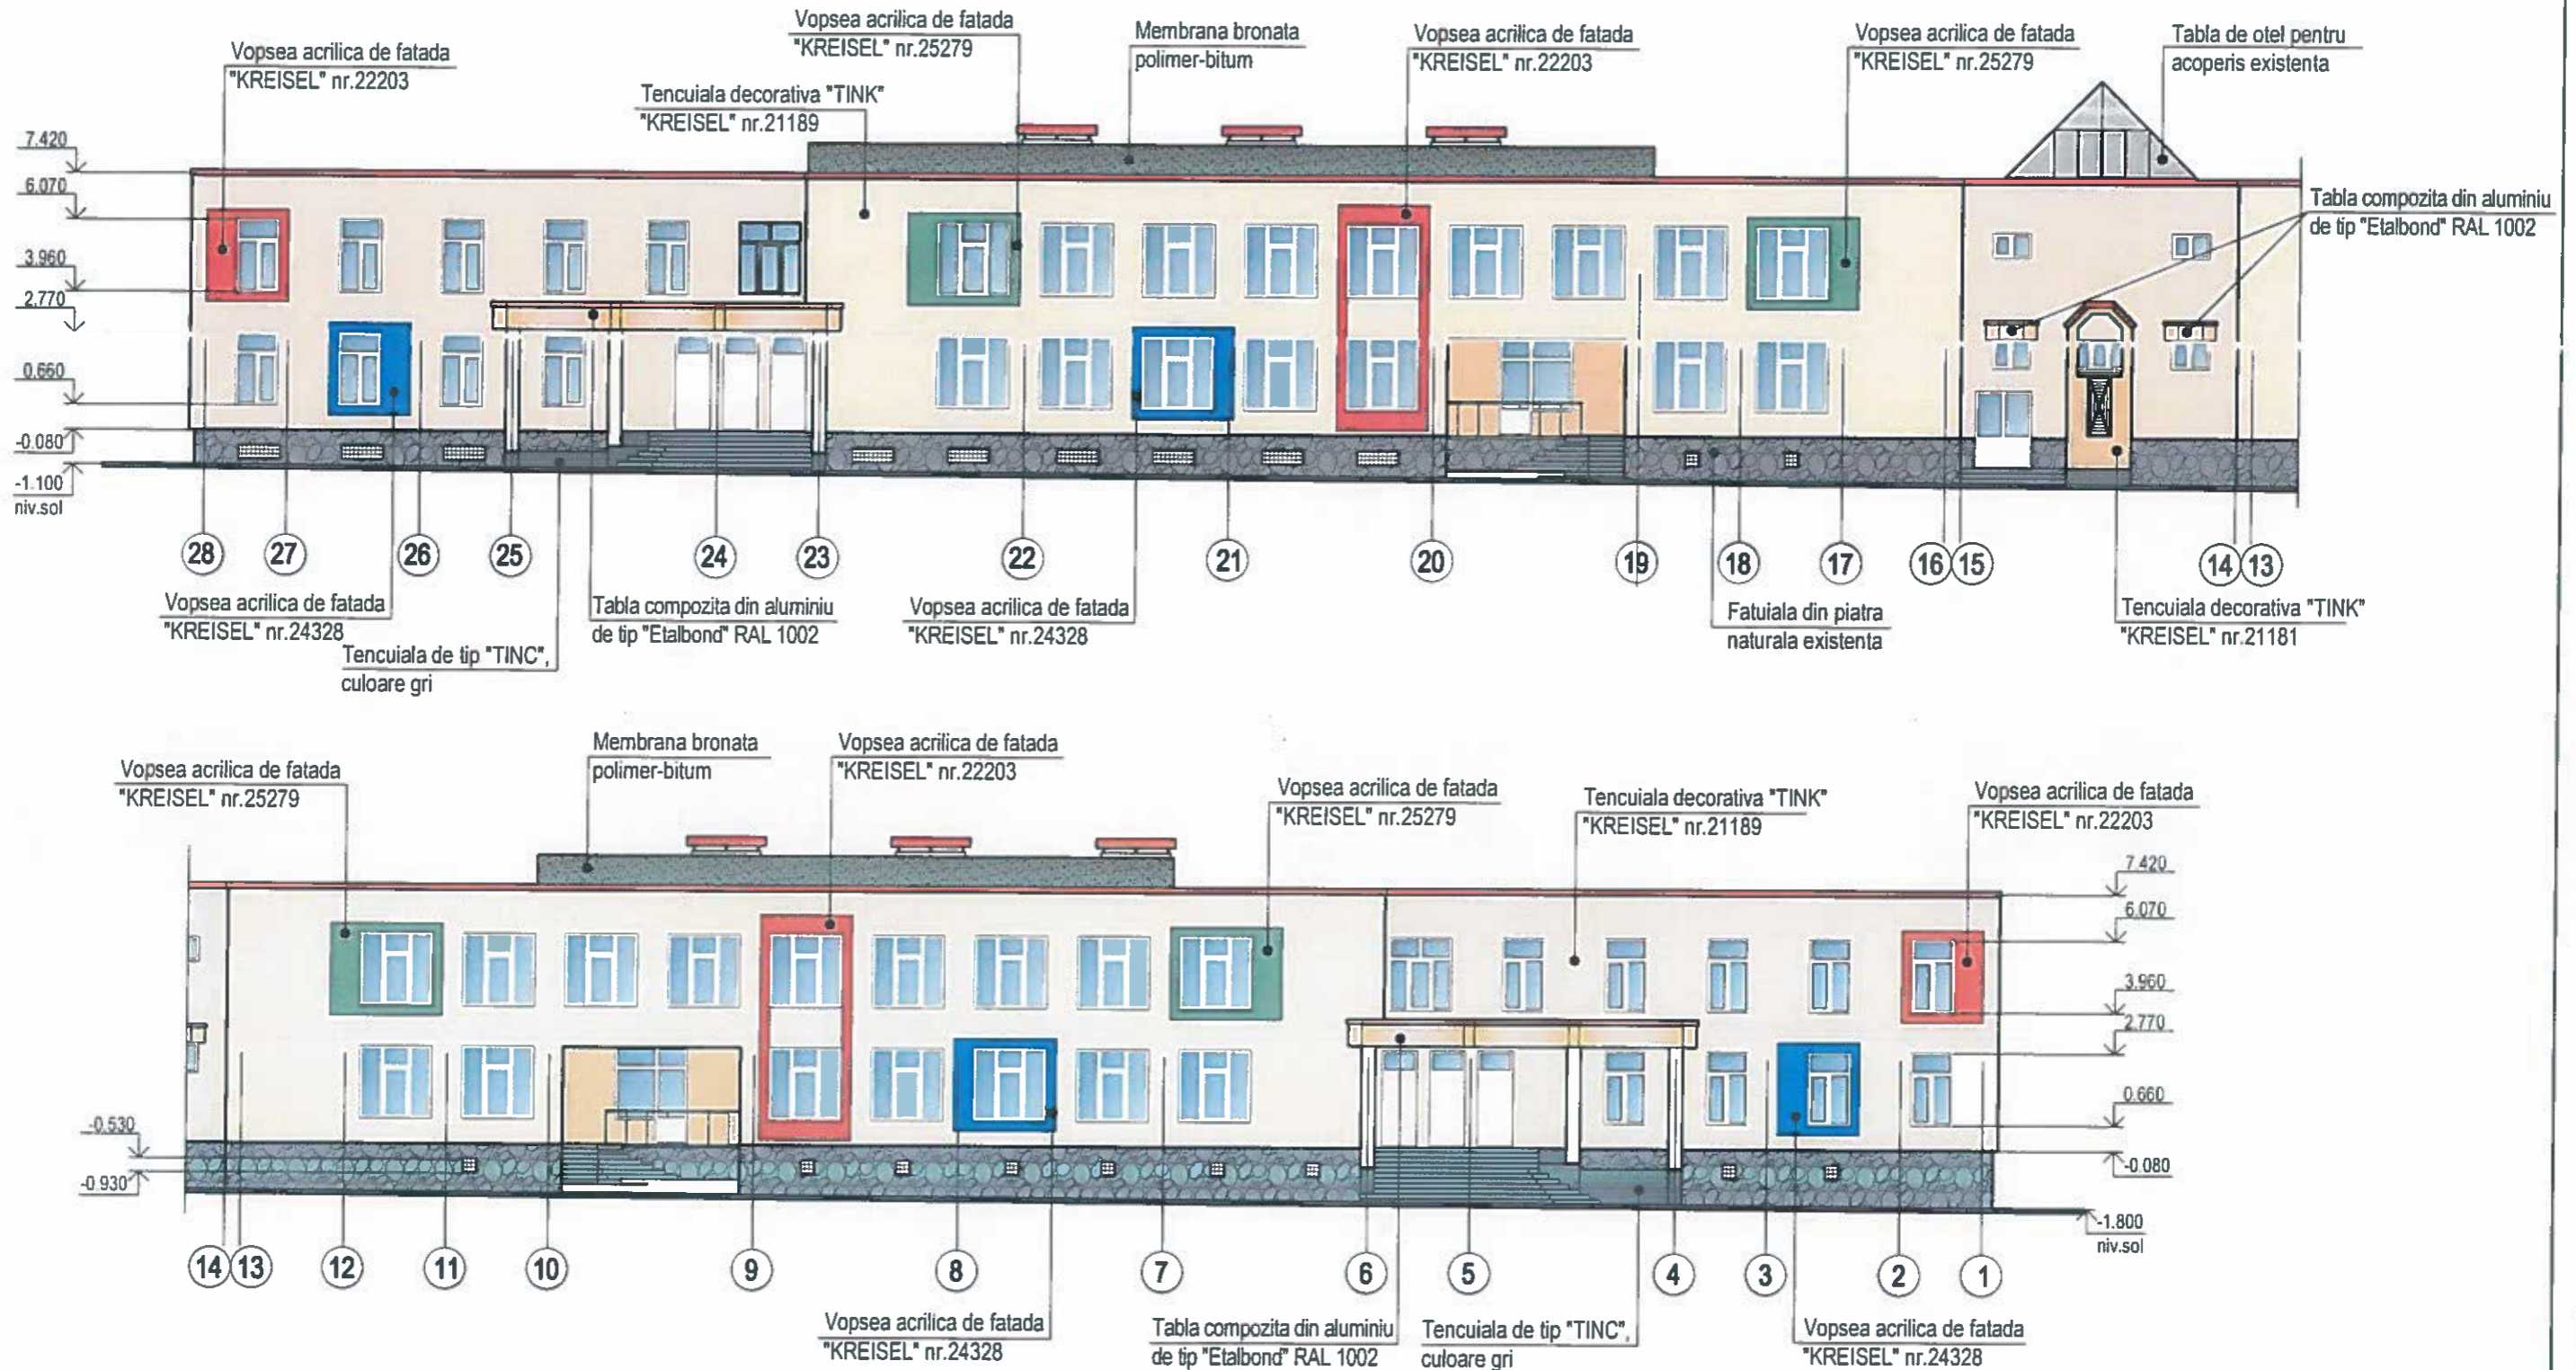 Vopsea acrilica de fatada
"KREISEL" nr.22203
Vopsea acrilica de fatada
"KREISEL" nr.25279
Tencuiala decorativa "TINK"
"KREISEL" nr.21189
Membrana bronata
polimer-bitum
Vopsea acrilica de fatada
"KREISEL" nr.22203
Vopsea acrilica de fatada
"KREISEL" nr.25279
Tabla de otel pentru
acoperis existenta
Tabla compozita din aluminiu
de tip "Etalbond" RAL 1002
7.420
6.070
3.960
2.770
0.660
-0.080
-1.100
niv.sol
28 27 26 25 24 23 22 21 20 19 18 17 16 15 14 13
Vopsea acrilica de fatada
"KREISEL" nr.24328
Tencuiala de tip "TINC",
culoare gri
Tabla compozita din aluminiu
de tip "Etalbond" RAL 1002
Vopsea acrilica de fatada
"KREISEL" nr.24328
Fatuiala din piatra
naturala existenta
Tencuiala decorativa "TINK"
"KREISEL" nr.21181
Vopsea acrilica de fatada
"KREISEL" nr.25279
Membrana bronata
polimer-bitum
Vopsea acrilica de fatada
"KREISEL" nr.22203
Vopsea acrilica de fatada
"KREISEL" nr.25279
Tencuiala decorativa "TINK"
"KREISEL" nr.21189
Vopsea acrilica de fatada
"KREISEL" nr.22203
7.420
6.070
3.960
2.770
0.660
-0.080
-1.800
niv.sol
-0.530
-0.930
14 13 12 11 10 9 8 7 6 5 4 3 2 1
Vopsea acrilica de fatada
"KREISEL" nr.24328
Tabla compozita din aluminiu
de tip "Etalbond" RAL 1002
Tencuiala de tip "TINC",
culoare gri
Vopsea acrilica de fatada
"KREISEL" nr.24328